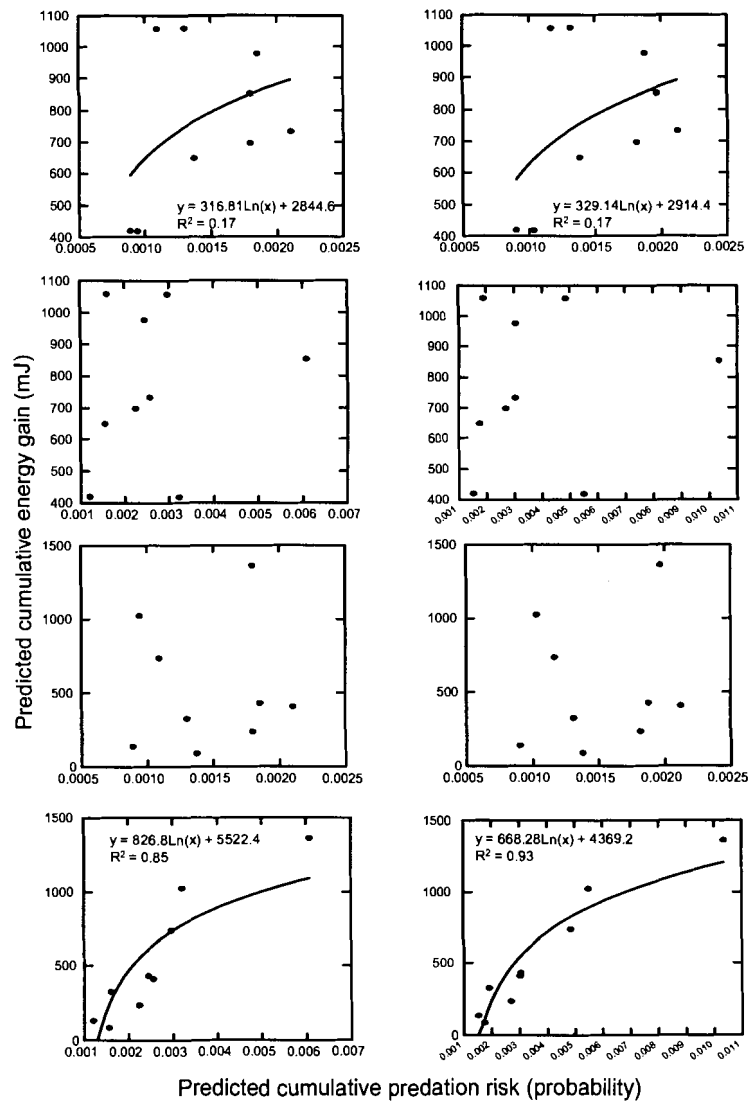 Predicted cumulative energy gain (mJ)
1100
1000
900
800
700
600
500
400
y = 316.81Ln(x) + 2844.6
R² = 0.17
0.0005 0.0010 0.0015 0.0020 0.0025
1100
1000
900
800
700
600
500
400
y = 329.14Ln(x) + 2914.4
R² = 0.17
0.0005 0.0010 0.0015 0.0020 0.0025
1100
1000
900
800
700
600
500
400
0.001 0.002 0.003 0.004 0.005 0.006 0.007
1100
1000
900
800
700
600
500
400
0.001 0.002 0.003 0.004 0.005 0.006 0.007 0.008 0.009 0.010 0.011
1500
1000
500
0
0.0005 0.0010 0.0015 0.0020 0.0025
1500
1000
500
0
0.0005 0.0010 0.0015 0.0020 0.0025
1500
1000
500
0
y = 826.8Ln(x) + 5522.4
R² = 0.85
0.001 0.002 0.003 0.004 0.005 0.006 0.007
1500
1000
500
0
y = 668.28Ln(x) + 4369.2
R² = 0.93
0.001 0.002 0.003 0.004 0.005 0.006 0.007 0.008 0.009 0.010 0.011
Predicted cumulative predation risk (probability)